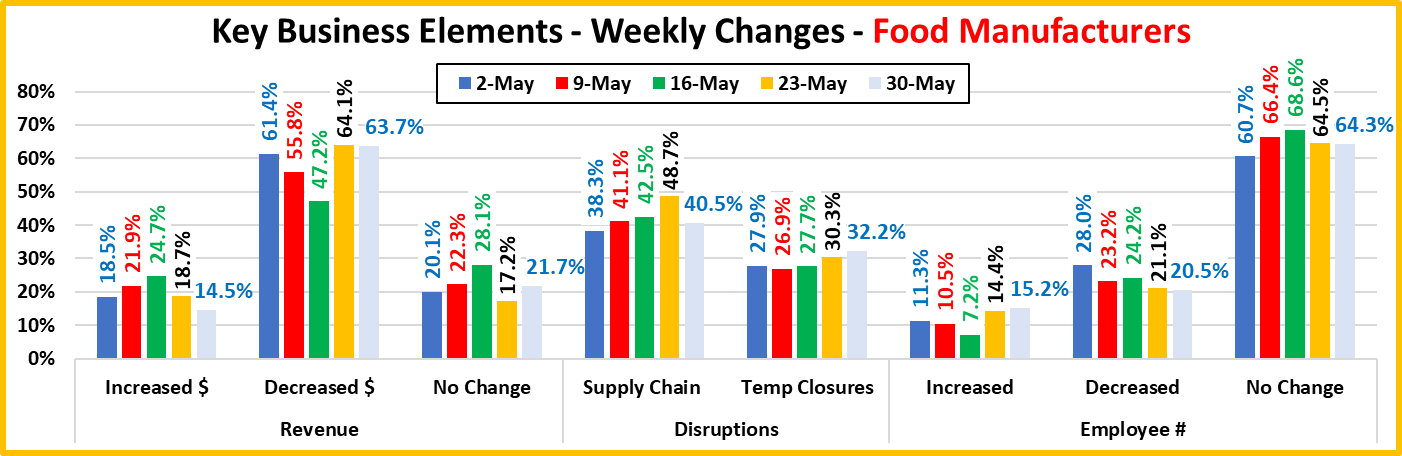 Key Business Elements - Weekly Changes - Food Manufacturers
2-May 9-May 16-May 23-May 30-May
80%
70%
60%
50%
40%
30%
20%
10%
0%
18.5% 21.9% 24.7% 18.7% 14.5%
61.4% 55.8% 47.2% 64.1% 63.7%
20.1% 22.3% 28.1% 17.2% 21.7%
38.3% 41.1% 42.5% 48.7% 40.5%
27.9% 26.9% 27.7% 30.3% 32.2%
11.3% 10.5% 7.2% 14.4% 15.2%
28.0% 23.2% 24.2% 21.1% 20.5%
60.7% 66.4% 68.6% 64.5% 64.3%
Increased $ Decreased $ No Change Supply Chain Temp Closures Increased Decreased No Change
Revenue Disruptions Employee #